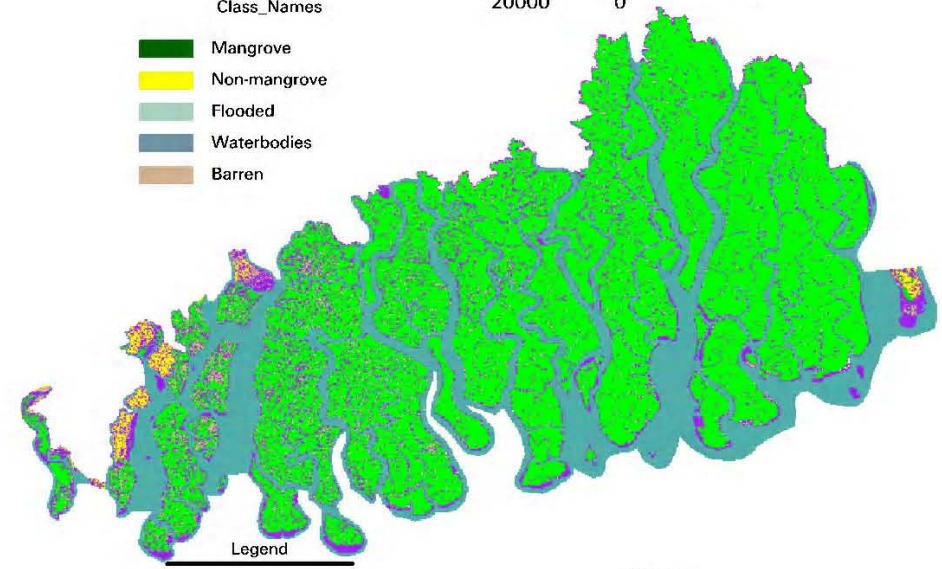 Class_Names
20000 0
Mangrove
Non-mangrove
Flooded
Waterbodies
Barren
Legend